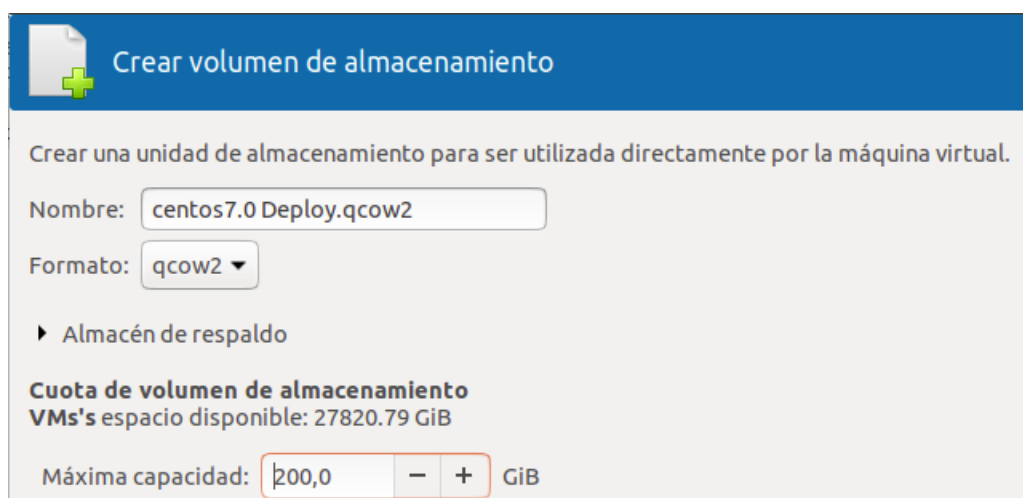 Crear volumen de almacenamiento
Crear una unidad de almacenamiento para ser utilizada directamente por la máquina virtual.
Nombre: centos7.0 Deploy.qcow2
Formato: qcow2
Almacén de respaldo
Cuota de volumen de almacenamiento
VMs's espacio disponible: 27820.79 GiB
Máxima capacidad: 200,0 − + GiB